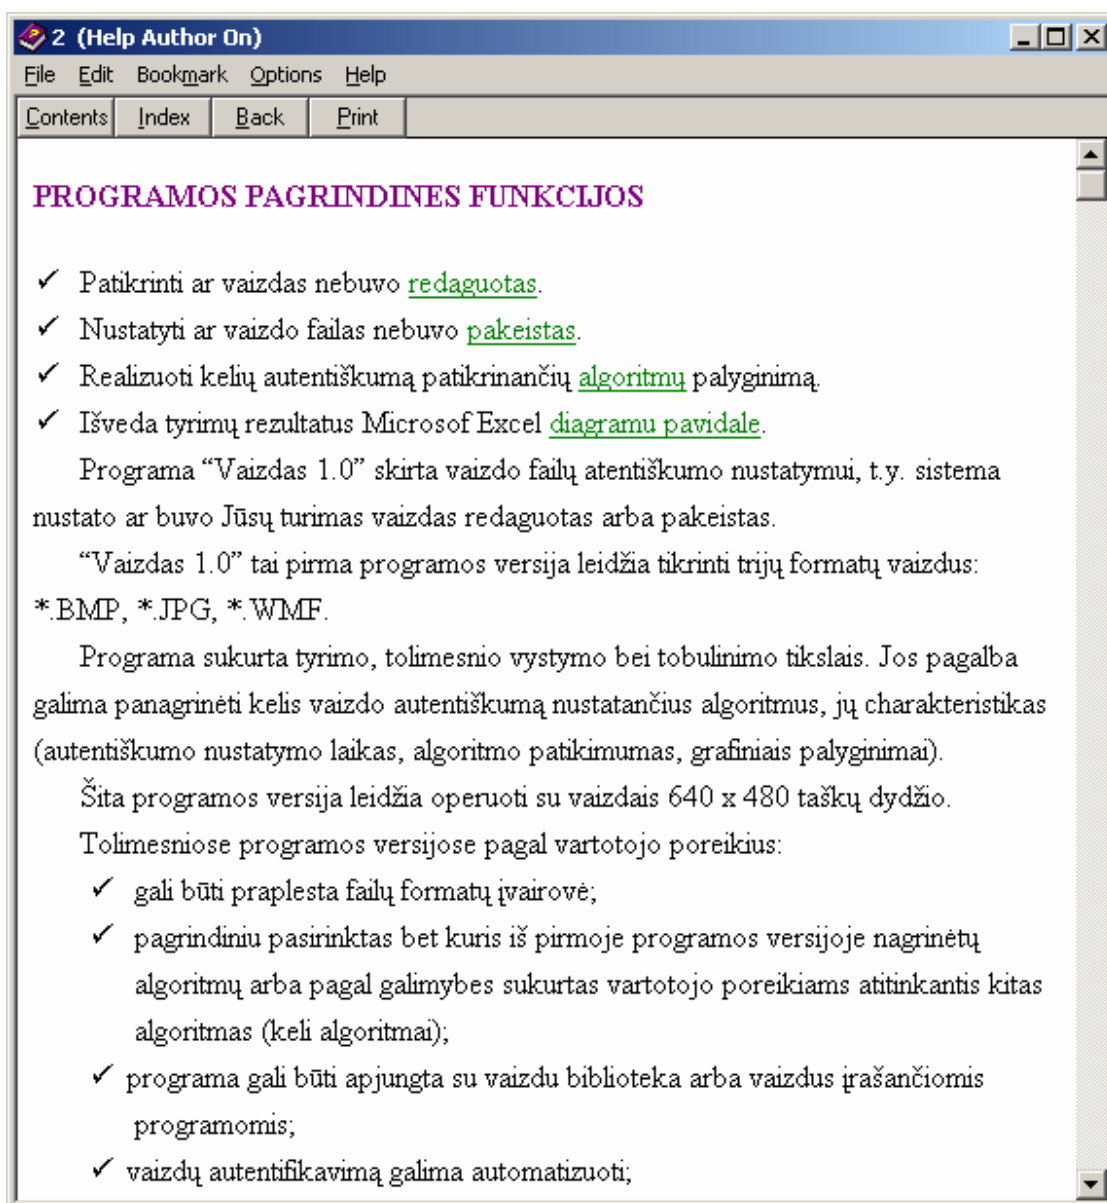 2 (Help Author On)
File Edit Bookmark Options Help
Contents Index Back Print
PROGRAMOS PAGRINDINES FUNKCIJOS
✓ Patikrinti ar vaizdas nebuvo redaguotas.
✓ Nustatyti ar vaizdo failas nebuvo pakeistas.
✓ Realizuoti kelių autentiškumą patikrinančių algoritmų palyginimą.
✓ Išveda tyrimų rezultatus Microsof Excel diagramu pavidale.
Programa “Vaizdas 1.0” skirta vaizdo failų atentiškumo nustatymui, t.y. sistema
nustato ar buvo Jūsų turimas vaizdas redaguotas arba pakeistas.
“Vaizdas 1.0” tai pirma programos versija leidžia tikrinti trijų formatų vaizdus:
*.BMP, *.JPG, *.WMF.
Programa sukurta tyrimo, tolimesnio vystymo bei tobulinimo tikslais. Jos pagalba
galima panagrinėti kelis vaizdo autentiškumą nustatančius algoritmus, jų charakteristikas
(autentiškumo nustatymo laikas, algoritmo patikimumas, grafiniais palyginimai).
Šita programos versija leidžia operuoti su vaizdais 640 x 480 taškų dydžio.
Tolimesniose programos versijose pagal vartotojo poreikius:
✓ gali būti praplesta failų formatų įvairovė;
✓ pagrindiniu pasirinktas bet kuris iš pirmoje programos versijoje nagrinėtų
algoritmų arba pagal galimybes sukurtas vartotojo poreikiams atitinkantis kitas
algoritmas (keli algoritmai);
✓ programa gali būti apjungta su vaizdu biblioteka arba vaizdus įrašančiomis
programomis;
✓ vaizdų autentifikavimą galima automatizuoti;